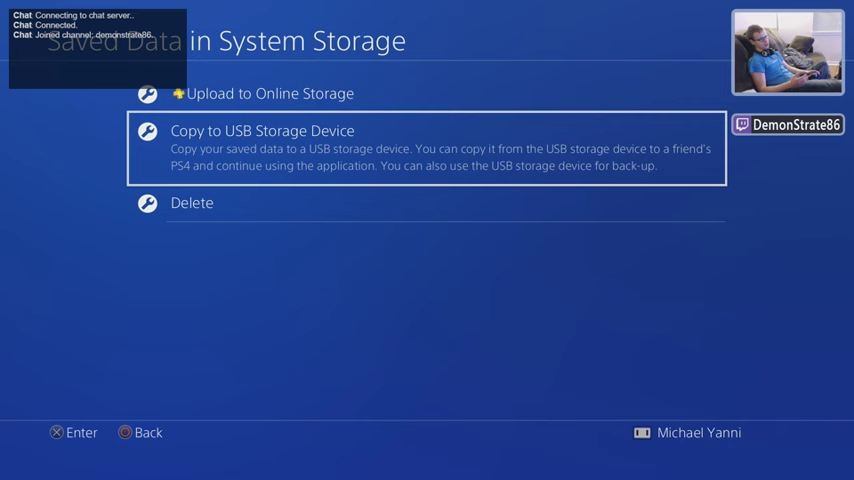 Chat Connecting to chat server..
Chat Connected.
Chat Joined channel: demonstrate86.
Saved Data in System Storage
Upload to Online Storage
Copy to USB Storage Device
Copy your saved data to a USB storage device. You can copy it from the USB storage device to a friend's
PS4 and continue using the application. You can also use the USB storage device for back-up.
DemonStrate86
Delete
Enter
Back
Michael Yanni